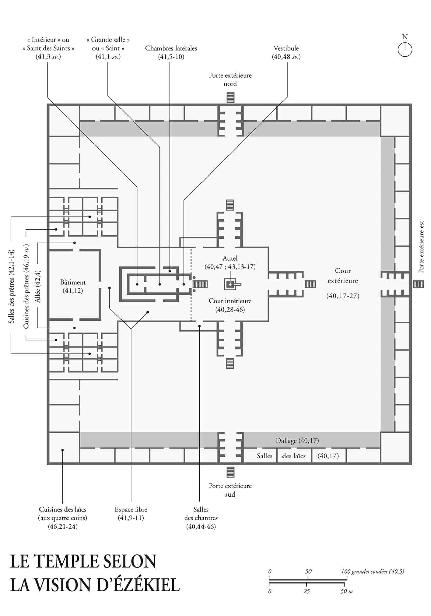 « Intérieur » ou
« Saint des Saints »
(41,3 ss.)
« Grande salle »
ou « Saint »
(41,1 ss.)
Chambres latérales
(41,5-10)
Vestibule
(40,48 ss.)
N
Porte extérieure
nord
Salles des prêtres (42,1-14)
Cuisines des prêtres (46,19 ss.)
Allée (42,4)
Bâtiment
(41,12)
Autel
(40,47 ; 43,13-17)
Cour intérieure
(40,28-46)
Cour
extérieure
(40,17-27)
Porte extérieure est
Dallage (40,17)
Salles des laïcs (40,17)
Porte extérieure
sud
Cuisines des laïcs
(aux quatre coins)
(46,21-24)
Espace libre
(41,9-11)
Salles
des chantres
(40,44-46)
LE TEMPLE SELON
LA VISION D'ÉZÉKIEL
0 50 100 grandes coudées (40,5)
0 25 50 m